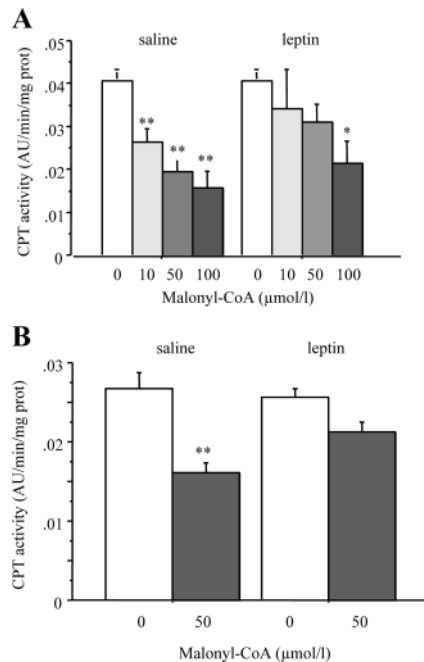 A
saline leptin
CPT activity (AU/min/mg prot)
.05
.04
.03
.02
.01
0
** ** ** *
0 10 50 100 0 10 50 100
Malonyl-CoA (µmol/l)
B
saline leptin
CPT activity (AU/min/mg prot)
.03
.02
.01
0
**
0 50 0 50
Malonyl-CoA (µmol/l)